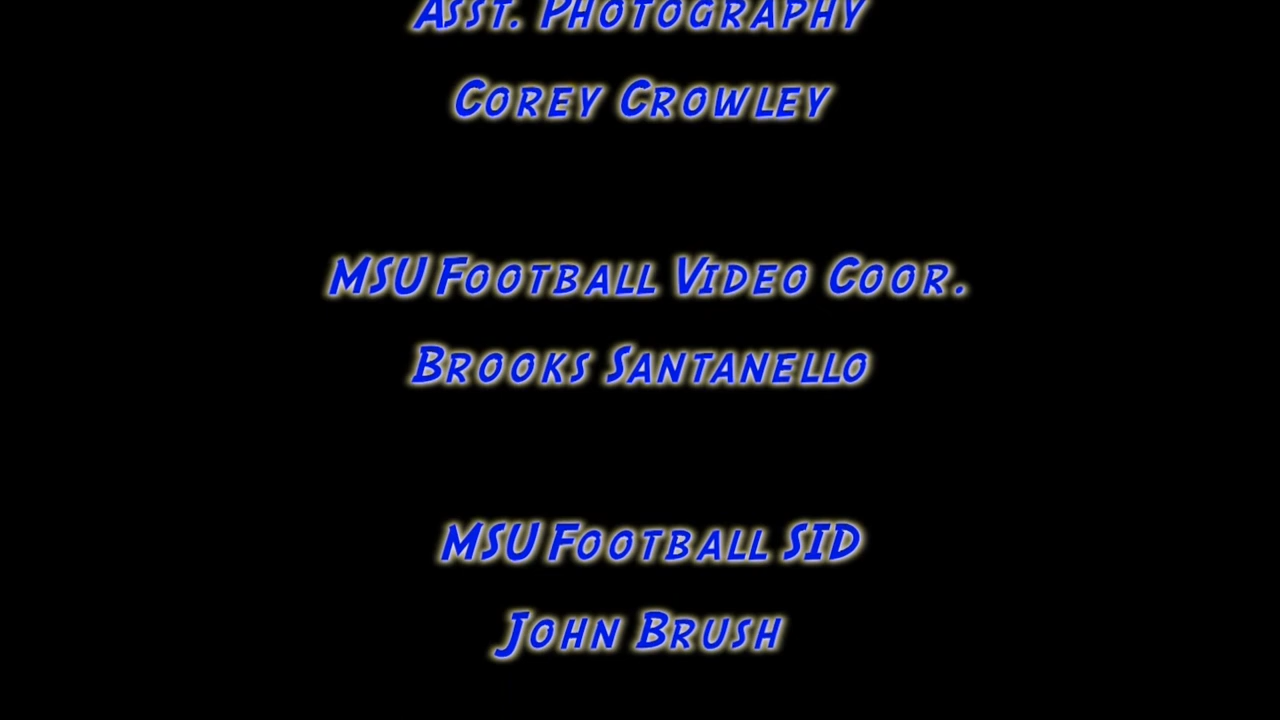 Asst. Photography
Corey Crowley
MSU Football Video Coor.
Brooks Santanello
MSU Football SID
John Brush